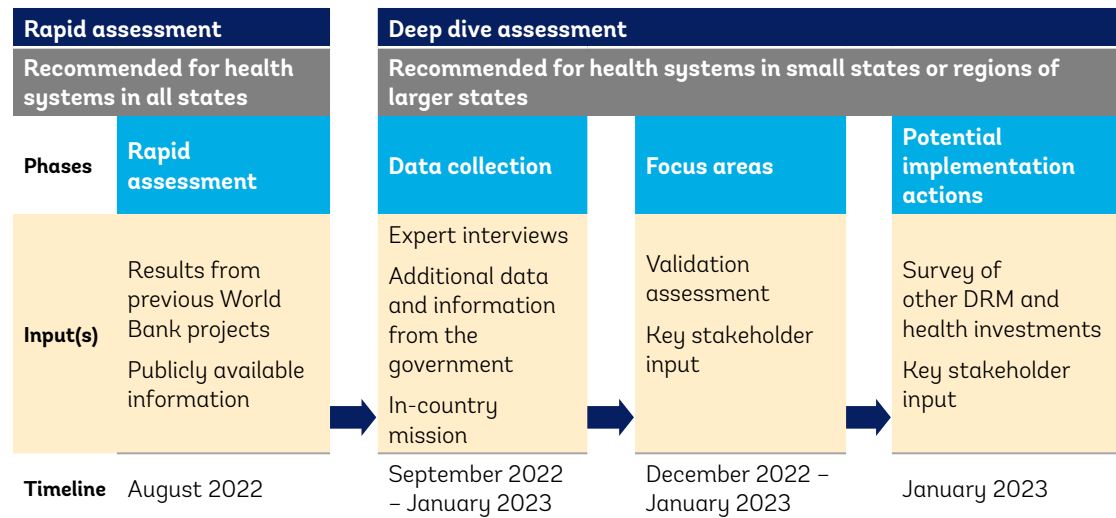 Rapid assessment
Deep dive assessment
Recommended for health
systems in all states
Recommended for health systems in small states or regions of
larger states
Phases
Rapid
assessment
Data collection
Focus areas
Potential
implementation
actions
Input(s)
Results from
previous World
Bank projects
Publicly available
information
Expert interviews
Additional data
and information
from the
government
In-country
mission
Validation
assessment
Key stakeholder
input
Survey of
other DRM and
health investments
Key stakeholder
input
Timeline
August 2022
September 2022
– January 2023
December 2022 –
January 2023
January 2023